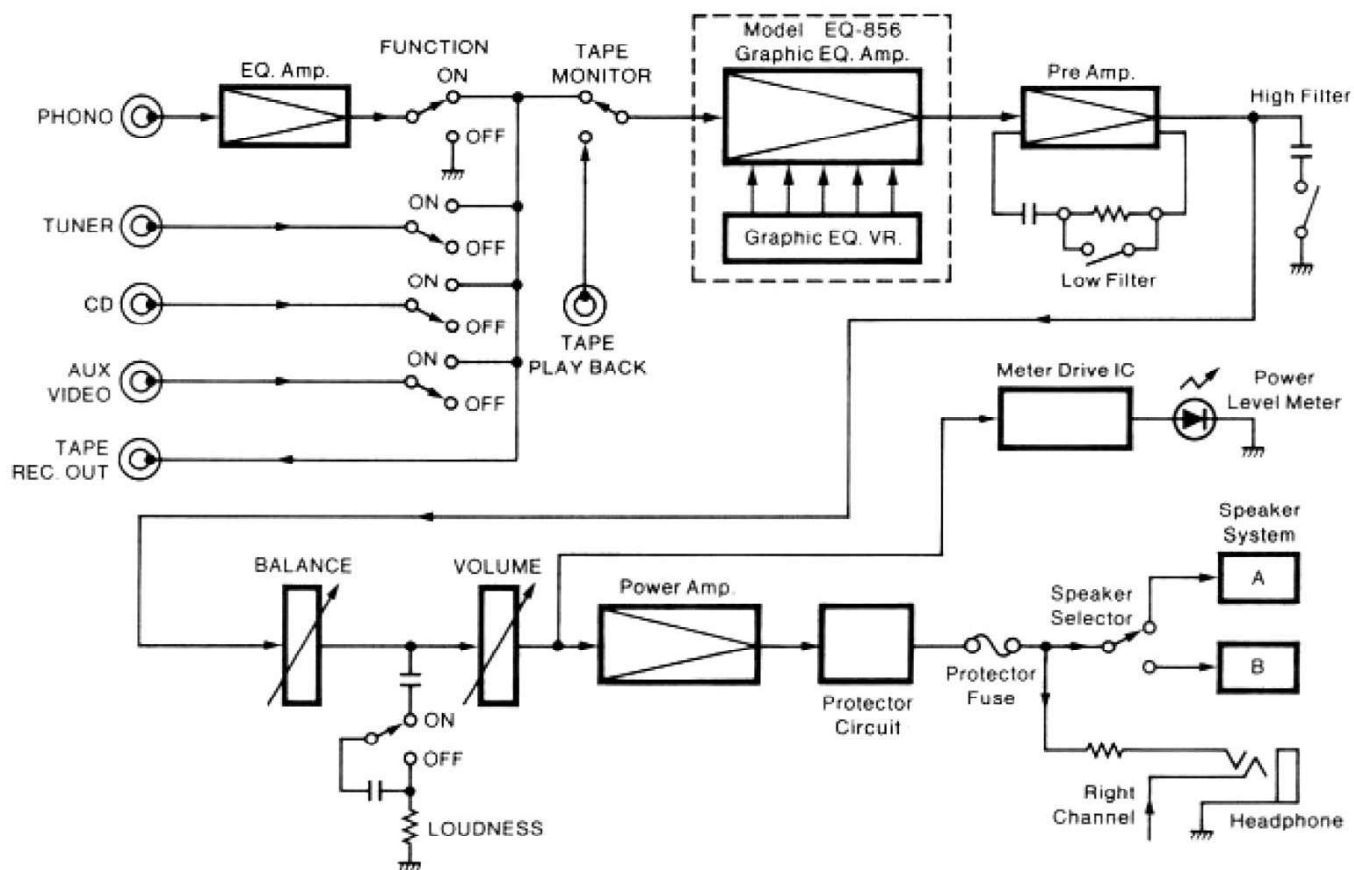 Model EQ-856
Graphic EQ. Amp.
FUNCTION
TAPE
MONITOR
EQ. Amp.
ON
Pre Amp.
High Filter
PHONO
OFF
TUNER
ON
OFF
Graphic EQ. VR.
Low Filter
CD
ON
OFF
TAPE
PLAY BACK
AUX
VIDEO
ON
OFF
Meter Drive IC
Power
Level Meter
TAPE
REC. OUT
Speaker
System
BALANCE
VOLUME
Power Amp.
Speaker
Selector
A
B
Protector
Circuit
Protector
Fuse
ON
OFF
LOUDNESS
Right
Channel
Headphone